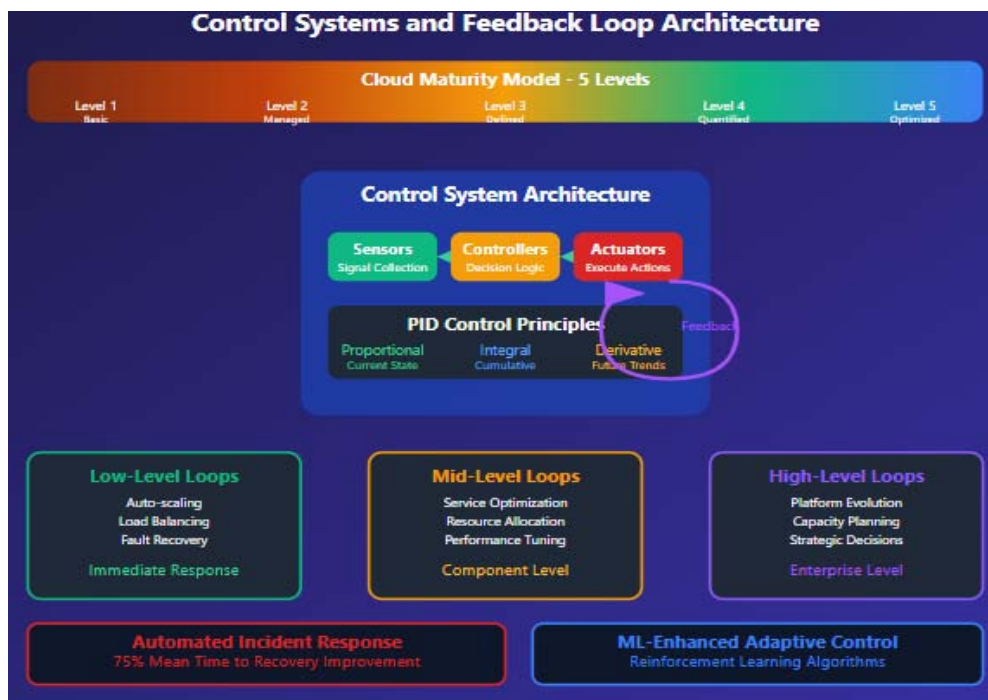 Control Systems and Feedback Loop Architecture
Cloud Maturity Model - 5 Levels
Level 1 Level 2 Level 3 Level 4 Level 5
Basic Managed Defined Quantified Optimized
Control System Architecture
Sensors Controllers Actuators
Signal Collection Decision Logic Execute Actions
PID Control Principles
Feedback
Proportional Integral Derivative
Current State Cumulative Future Trends
Low-Level Loops
Auto-scaling
Load Balancing
Fault Recovery
Immediate Response
Mid-Level Loops
Service Optimization
Resource Allocation
Performance Tuning
Component Level
High-Level Loops
Platform Evolution
Capacity Planning
Strategic Decisions
Enterprise Level
Automated Incident Response
75% Mean Time to Recovery Improvement
ML-Enhanced Adaptive Control
Reinforcement Learning Algorithms